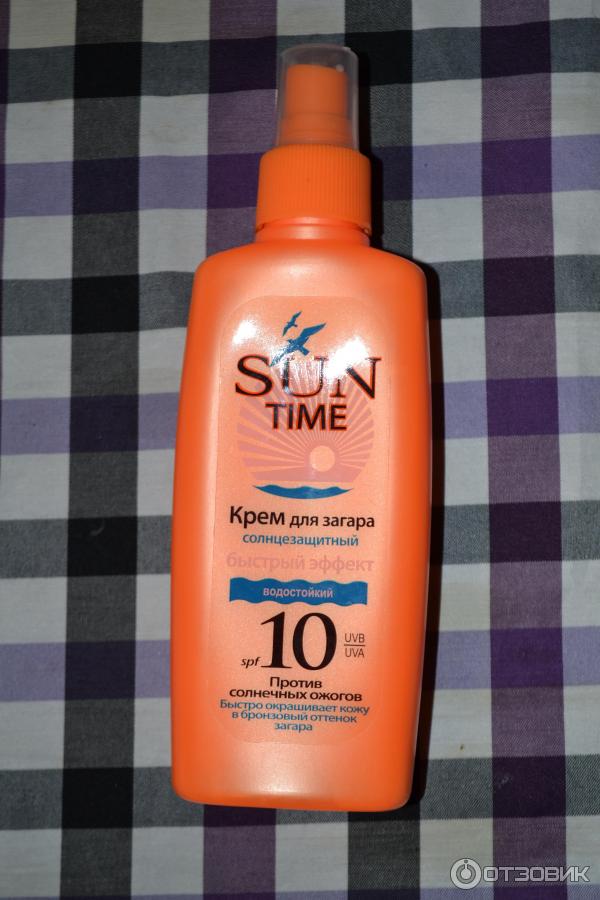 SUN
TIME
Крем для загара
солнцезащитный
быстрый эффект
водостойкий
spf 10 UVB
UVA
Против
солнечных ожогов
Быстро окрашивает кожу
в бронзовый оттенок
загара
ОТЗОВИК